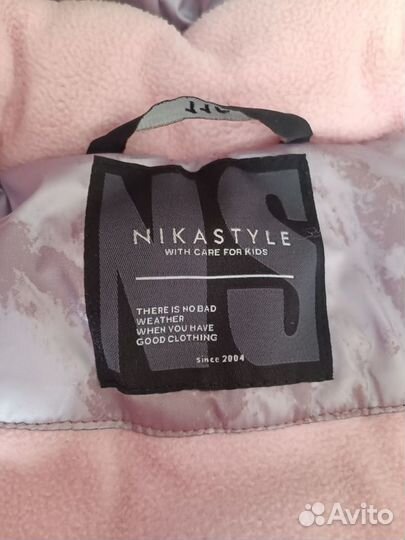 NS
NIKASTYLE
WITH CARE FOR KIDS
THERE IS NO BAD
WEATHER
WHEN YOU HAVE
GOOD CLOTHING
since 2004
Avito